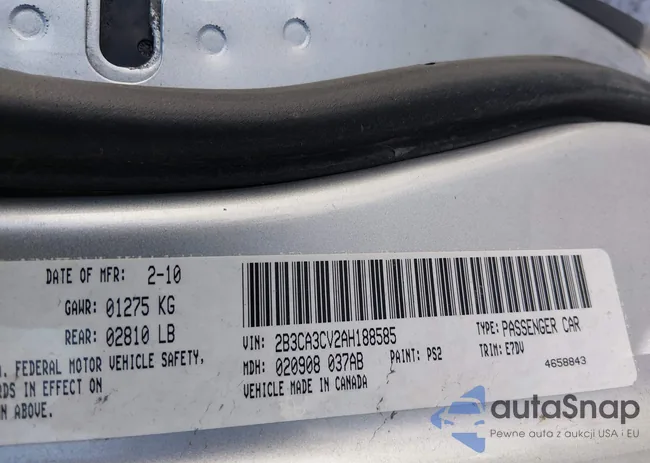 DATE OF MFR: 2-10
GAWR: 01275 KG
REAR: 02810 LB
FEDERAL MOTOR VEHICLE SAFETY,
RDS IN EFFECT ON
N ABOVE.
VIN: 2B3CA3CV2AH188585
TYPE: PASSENGER CAR
MDH: 020908 037AB
PAINT: PS2
TRIM: E7DV
VEHICLE MADE IN CANADA
4658843
autaSnap
Pewne auta z aukcji USA i EU